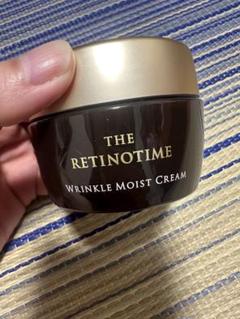 THE
RETINOTIME
WRINKLE MOIST CREAM